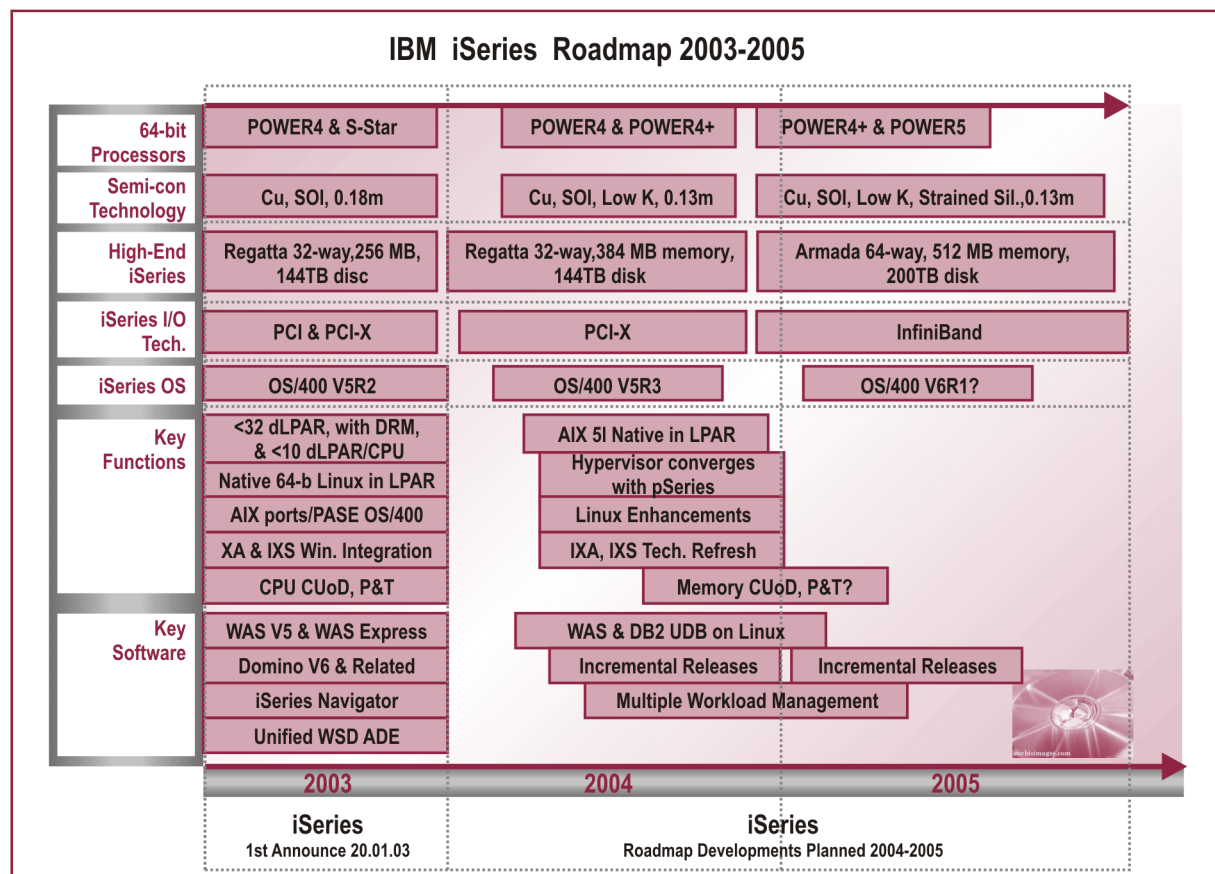 IBM iSeries Roadmap 2003-2005
64-bit
Processors
POWER4 & S-Star
POWER4 & POWER4+
POWER4+ & POWER5
Semi-con
Technology
Cu, SOI, 0.18m
Cu, SOI, Low K, 0.13m
Cu, SOI, Low K, Strained Sil.,0.13m
High-End
iSeries
Regatta 32-way,256 MB,
144TB disc
Regatta 32-way,384 MB memory,
144TB disk
Armada 64-way, 512 MB memory,
200TB disk
iSeries I/O
Tech.
PCI & PCI-X
PCI-X
InfiniBand
iSeries OS
OS/400 V5R2
OS/400 V5R3
OS/400 V6R1?
Key
Functions
<32 dLPAR, with DRM,
& <10 dLPAR/CPU
AIX 5I Native in LPAR
Native 64-b Linux in LPAR
Hypervisor converges
with pSeries
AIX ports/PASE OS/400
Linux Enhancements
XA & IXS Win. Integration
IXA, IXS Tech. Refresh
CPU CUoD, P&T
Memory CUoD, P&T?
Key
Software
WAS V5 & WAS Express
WAS & DB2 UDB on Linux
Domino V6 & Related
Incremental Releases
Incremental Releases
iSeries Navigator
Multiple Workload Management
Unified WSD ADE
2003
2004
2005
iSeries
1st Announce 20.01.03
iSeries
Roadmap Developments Planned 2004-2005